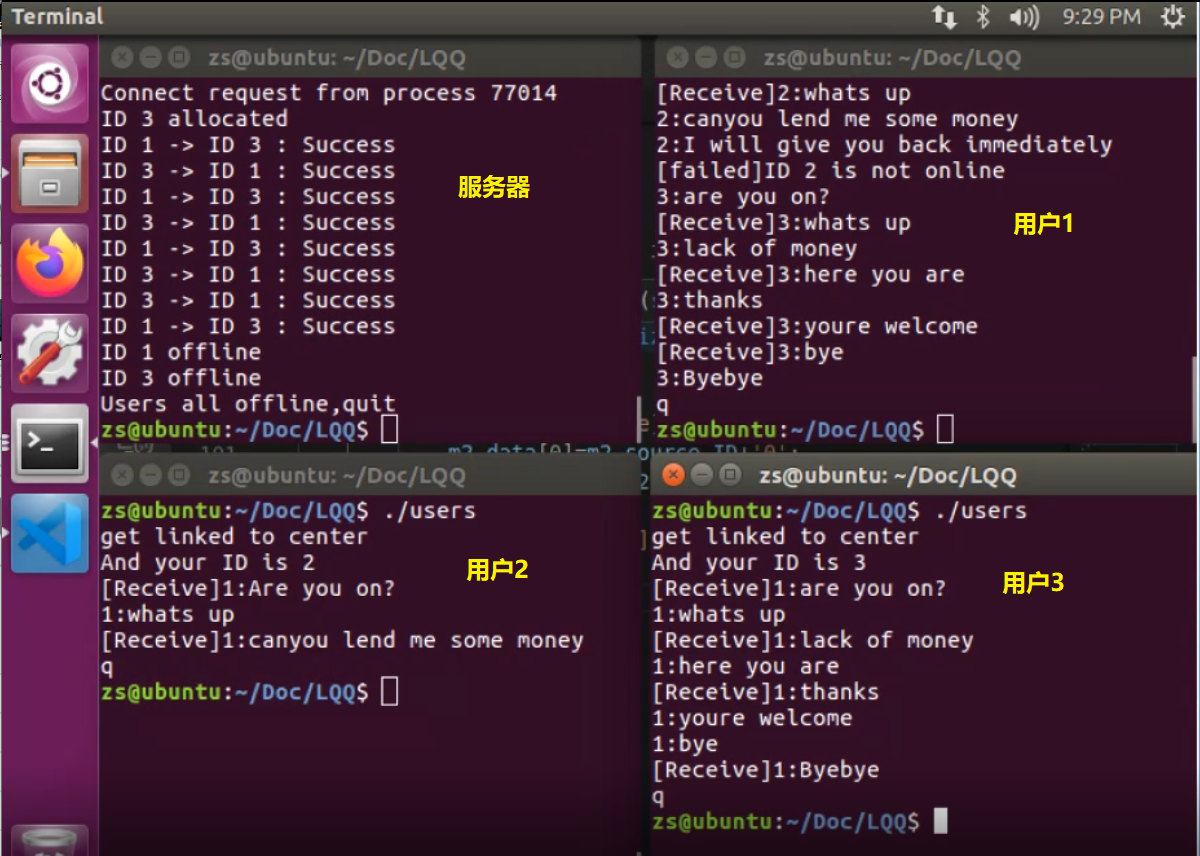 Terminal
9:29 PM
zs@ubuntu: ~/Doc/LQQ
Connect request from process 77014
ID 3 allocated
ID 1 -> ID 3 : Success
ID 3 -> ID 1 : Success
ID 1 -> ID 3 : Success
ID 3 -> ID 1 : Success
ID 1 -> ID 3 : Success
ID 3 -> ID 1 : Success
ID 3 -> ID 1 : Success
ID 1 -> ID 3 : Success
ID 1 offline
ID 3 offline
Users all offline,quit
zs@ubuntu:~/Doc/LQQ$
服务器
zs@ubuntu: ~/Doc/LQQ
[Receive]2:whats up
2:canyou lend me some money
2:I will give you back immediately
[failed]ID 2 is not online
3:are you on?
[Receive]3:whats up
3:lack of money
[Receive]3:here you are
3:thanks
[Receive]3:youre welcome
[Receive]3:bye
3:Byebye
q
zs@ubuntu:~/Doc/LQQ$
用户1
zs@ubuntu: ~/Doc/LQQ
zs@ubuntu:~/Doc/LQQ$ ./users
get linked to center
And your ID is 2
[Receive]1:Are you on?
1:whats up
[Receive]1:canyou lend me some money
q
zs@ubuntu:~/Doc/LQQ$
用户2
zs@ubuntu: ~/Doc/LQQ
zs@ubuntu:~/Doc/LQQ$ ./users
get linked to center
And your ID is 3
[Receive]1:are you on?
1:whats up
[Receive]1:lack of money
1:here you are
[Receive]1:thanks
1:youre welcome
1:bye
[Receive]1:Byebye
q
zs@ubuntu:~/Doc/LQQ$
用户3